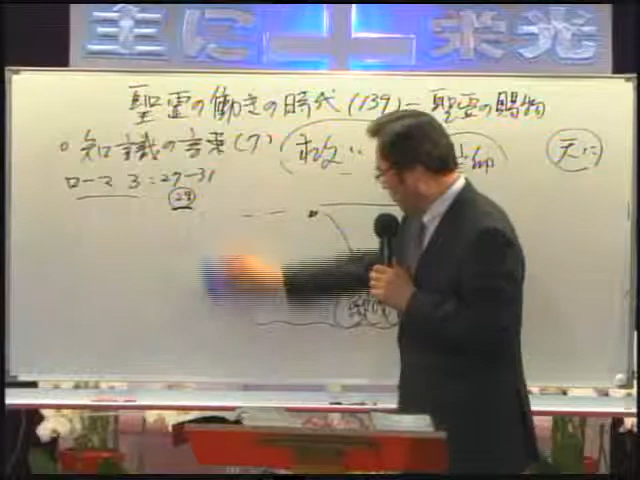 主に 栄光
聖霊の働きの時代(139)-聖霊の賜物
○知識の言葉(7)
救い
天に
ローマ 3:27-31
28